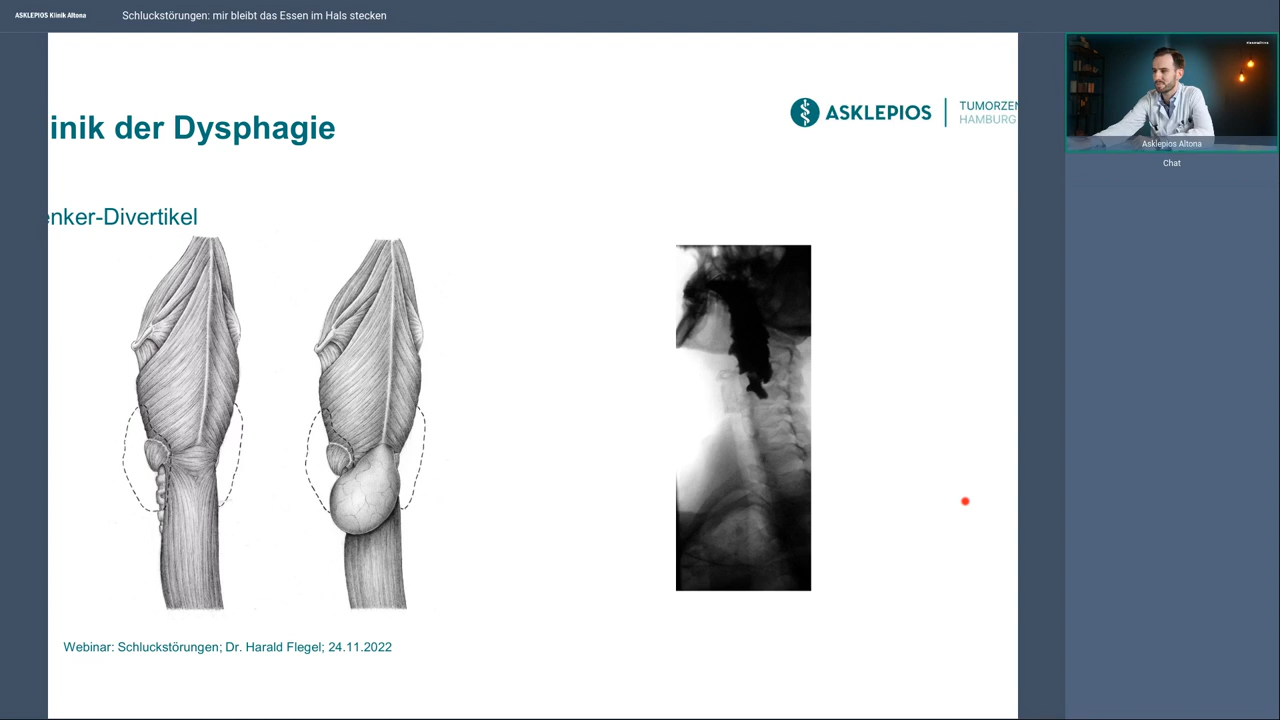 ASKLEPIOS Klinik Altona
Schluckstörungen: mir bleibt das Essen im Hals stecken
inik der Dysphagie
ASKLEPIOS
TUMORZEN
HAMBURG
enker-Divertikel
Asklepios Altona
Chat
Webinar: Schluckstörungen; Dr. Harald Flegel; 24.11.2022